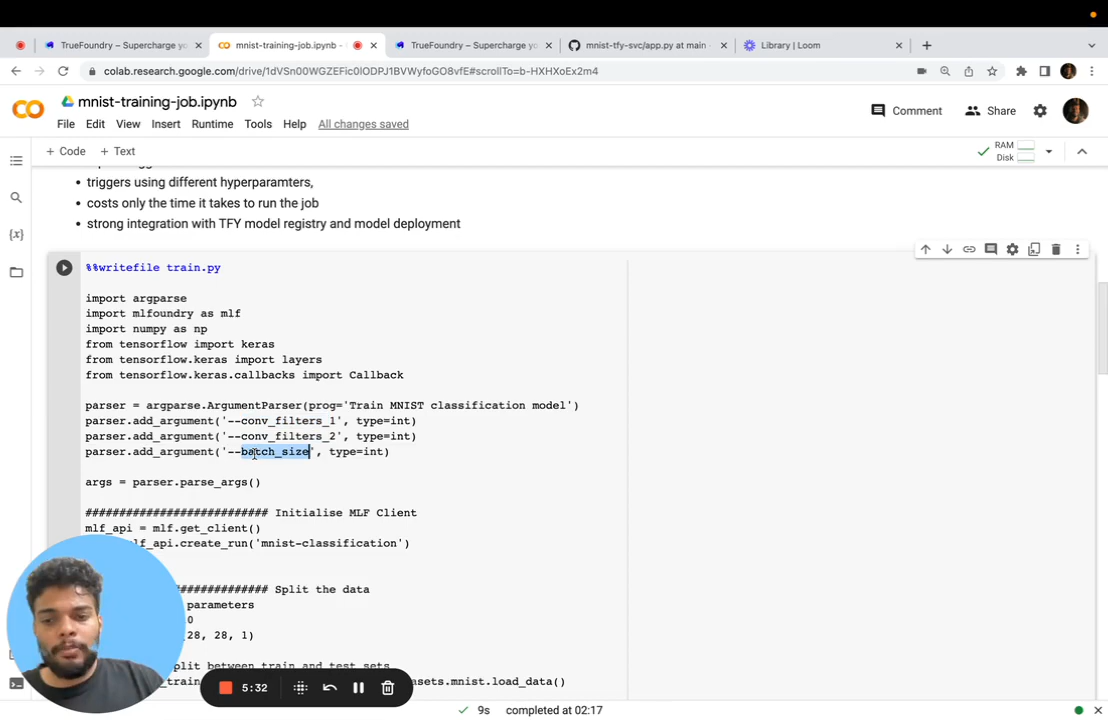 TrueFoundry – Supercharge yo
mnist-training-job.ipynb -
TrueFoundry – Supercharge yo
mnist-tfy-svc/app.py at main ·
Library | Loom
colab.research.google.com/drive/1dVSn00WGZEFic0IODPJ1BVWyfoGO8vfE#scrollTo=b-HXHXoEx2m4
CO
mnist-training-job.ipynb
Comment
Share
File Edit View Insert Runtime Tools Help All changes saved
+ Code + Text
RAM
Disk
• triggers using different hyperparamters,
• costs only the time it takes to run the job
• strong integration with TFY model registry and model deployment
%%writefile train.py
import argparse
import mlfoundry as mlf
import numpy as np
from tensorflow import keras
from tensorflow.keras import layers
from tensorflow.keras.callbacks import Callback
parser = argparse.ArgumentParser(prog='Train MNIST classification model')
parser.add_argument('--conv_filters_1', type=int)
parser.add_argument('--conv_filters_2', type=int)
parser.add_argument('--batch_size', type=int)
args = parser.parse_args()
########################### Initialise MLF Client
mlf_api = mlf.get_client()
lf_api.create_run('mnist-classification')
############## Split the data
parameters
0
28, 28, 1)
split between train and test sets
_train
asets.mnist.load_data()
5:32
9s completed at 02:17